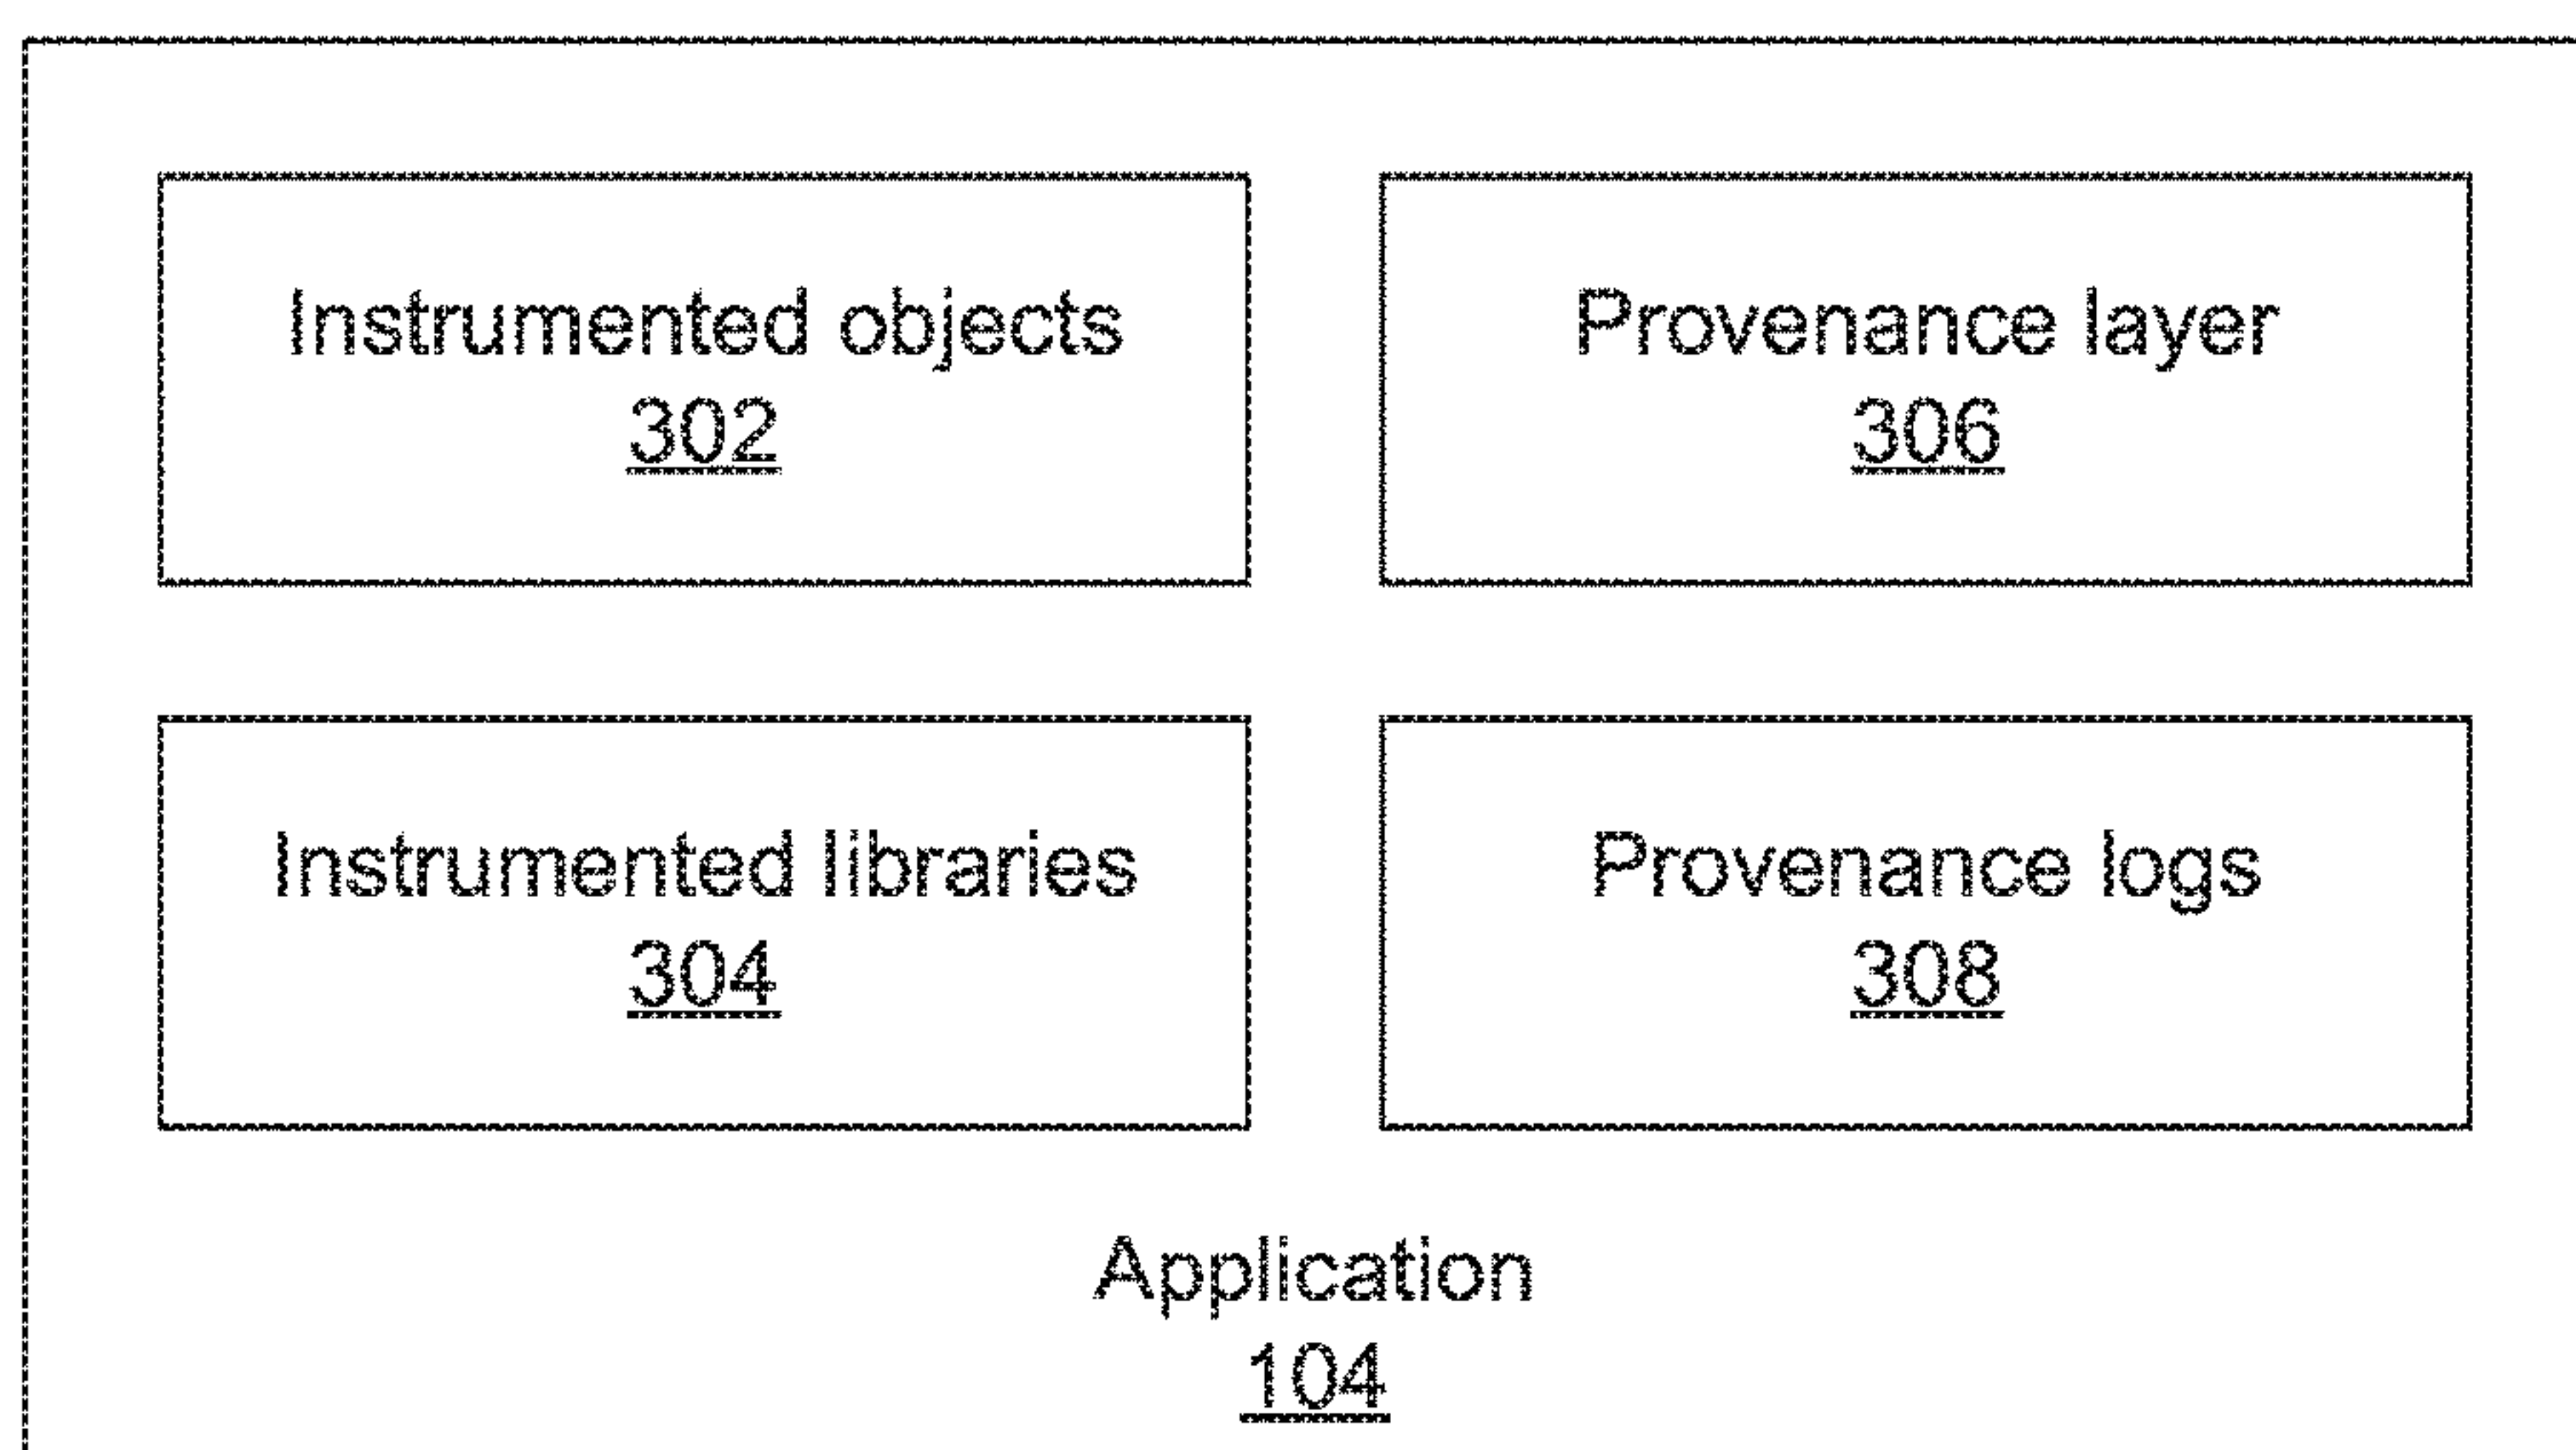 Instrumented objects
302
Provenance layer
306
Instrumented libraries
304
Provenance logs
308
Application
104